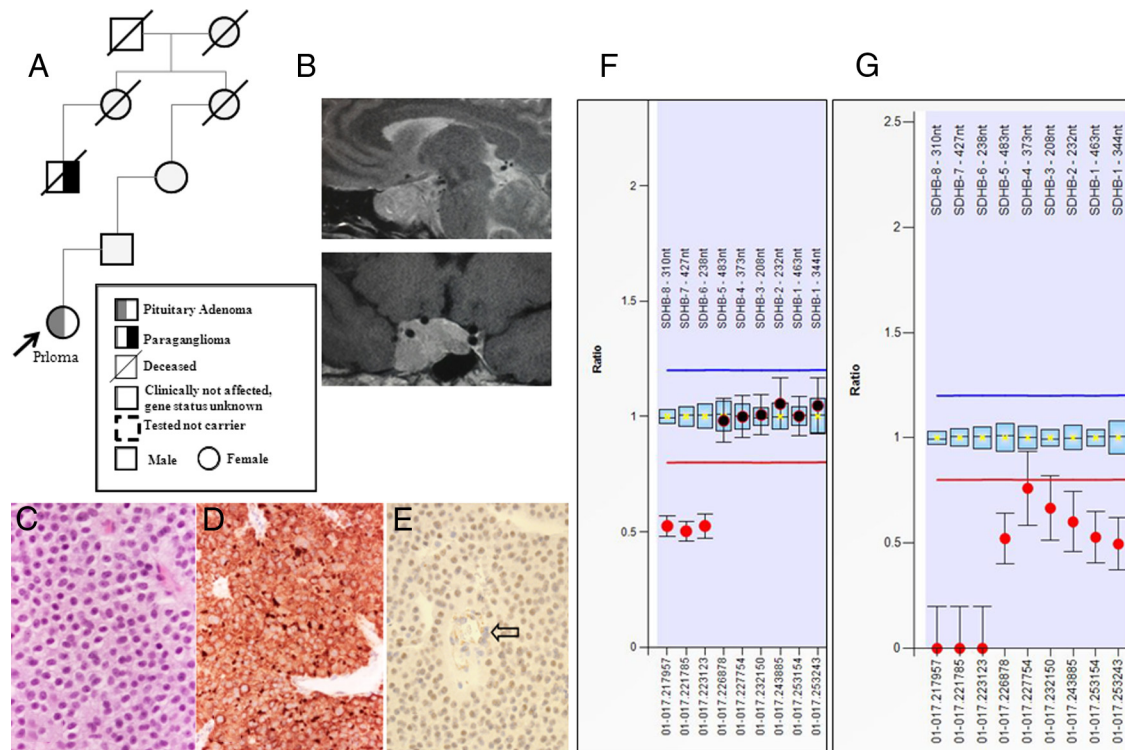 A
B
F
G
Prloma
Pituitary Adenoma
Paraganglioma
Deceased
Clinically not affected,
gene status unknown
Tested not carrier
Male
Female
C
D
E
Ratio
2
1.5
1
0.5
0
SDHB-8 - 310nt
SDHB-7 - 427nt
SDHB-6 - 238nt
SDHB-5 - 483nt
SDHB-4 - 373nt
SDHB-3 - 208nt
SDHB-2 - 232nt
SDHB-1 - 463nt
SDHB-1 - 344nt
01-017.217957
01-017.221785
01-017.223123
01-017.226878
01-017.227754
01-017.232150
01-017.243885
01-017.253154
01-017.253243
Ratio
2.5
2
1.5
1
0.5
0
SDHB-8 - 310nt
SDHB-7 - 427nt
SDHB-6 - 238nt
SDHB-5 - 483nt
SDHB-4 - 373nt
SDHB-3 - 208nt
SDHB-2 - 232nt
SDHB-1 - 463nt
SDHB-1 - 344nt
01-017.217957
01-017.221785
01-017.223123
01-017.226878
01-017.227754
01-017.232150
01-017.243885
01-017.253154
01-017.253243